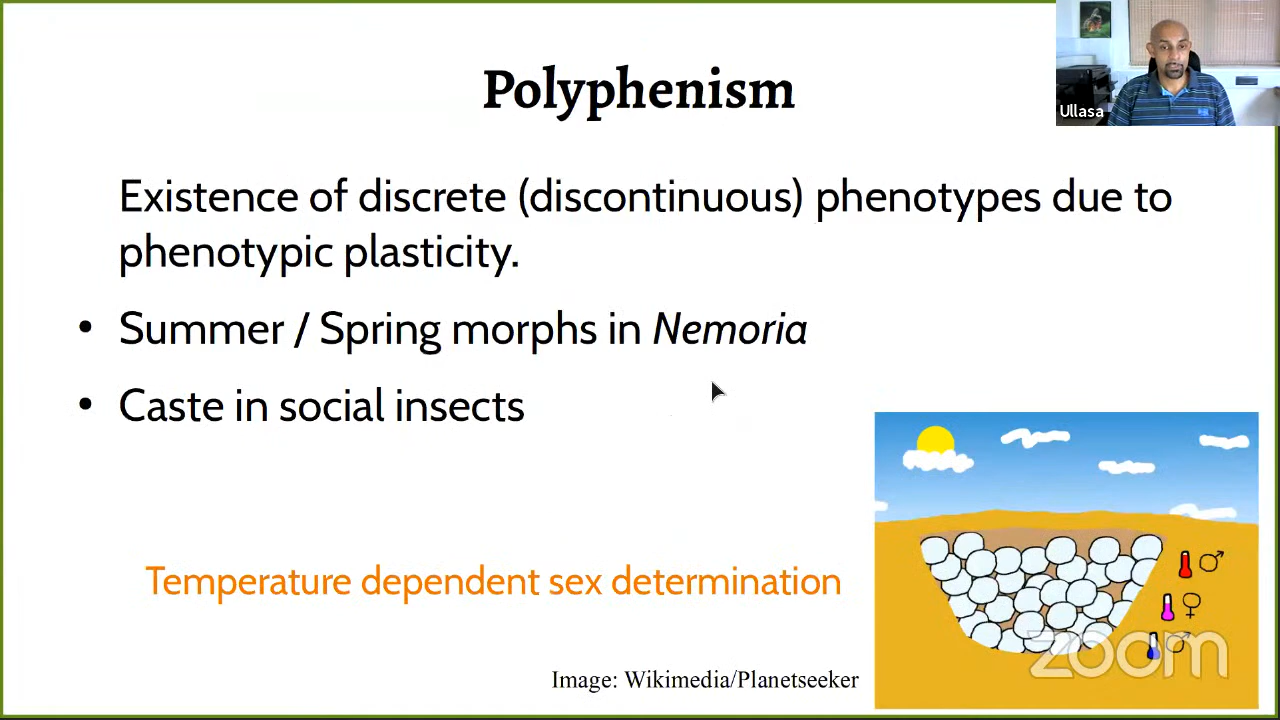 Polyphenism
Ullasa
Existence of discrete (discontinuous) phenotypes due to
phenotypic plasticity.
• Summer / Spring morphs in Nemoria
• Caste in social insects
Temperature dependent sex determination
♂
♀
♂
zoom
Image: Wikimedia/Planetseeker